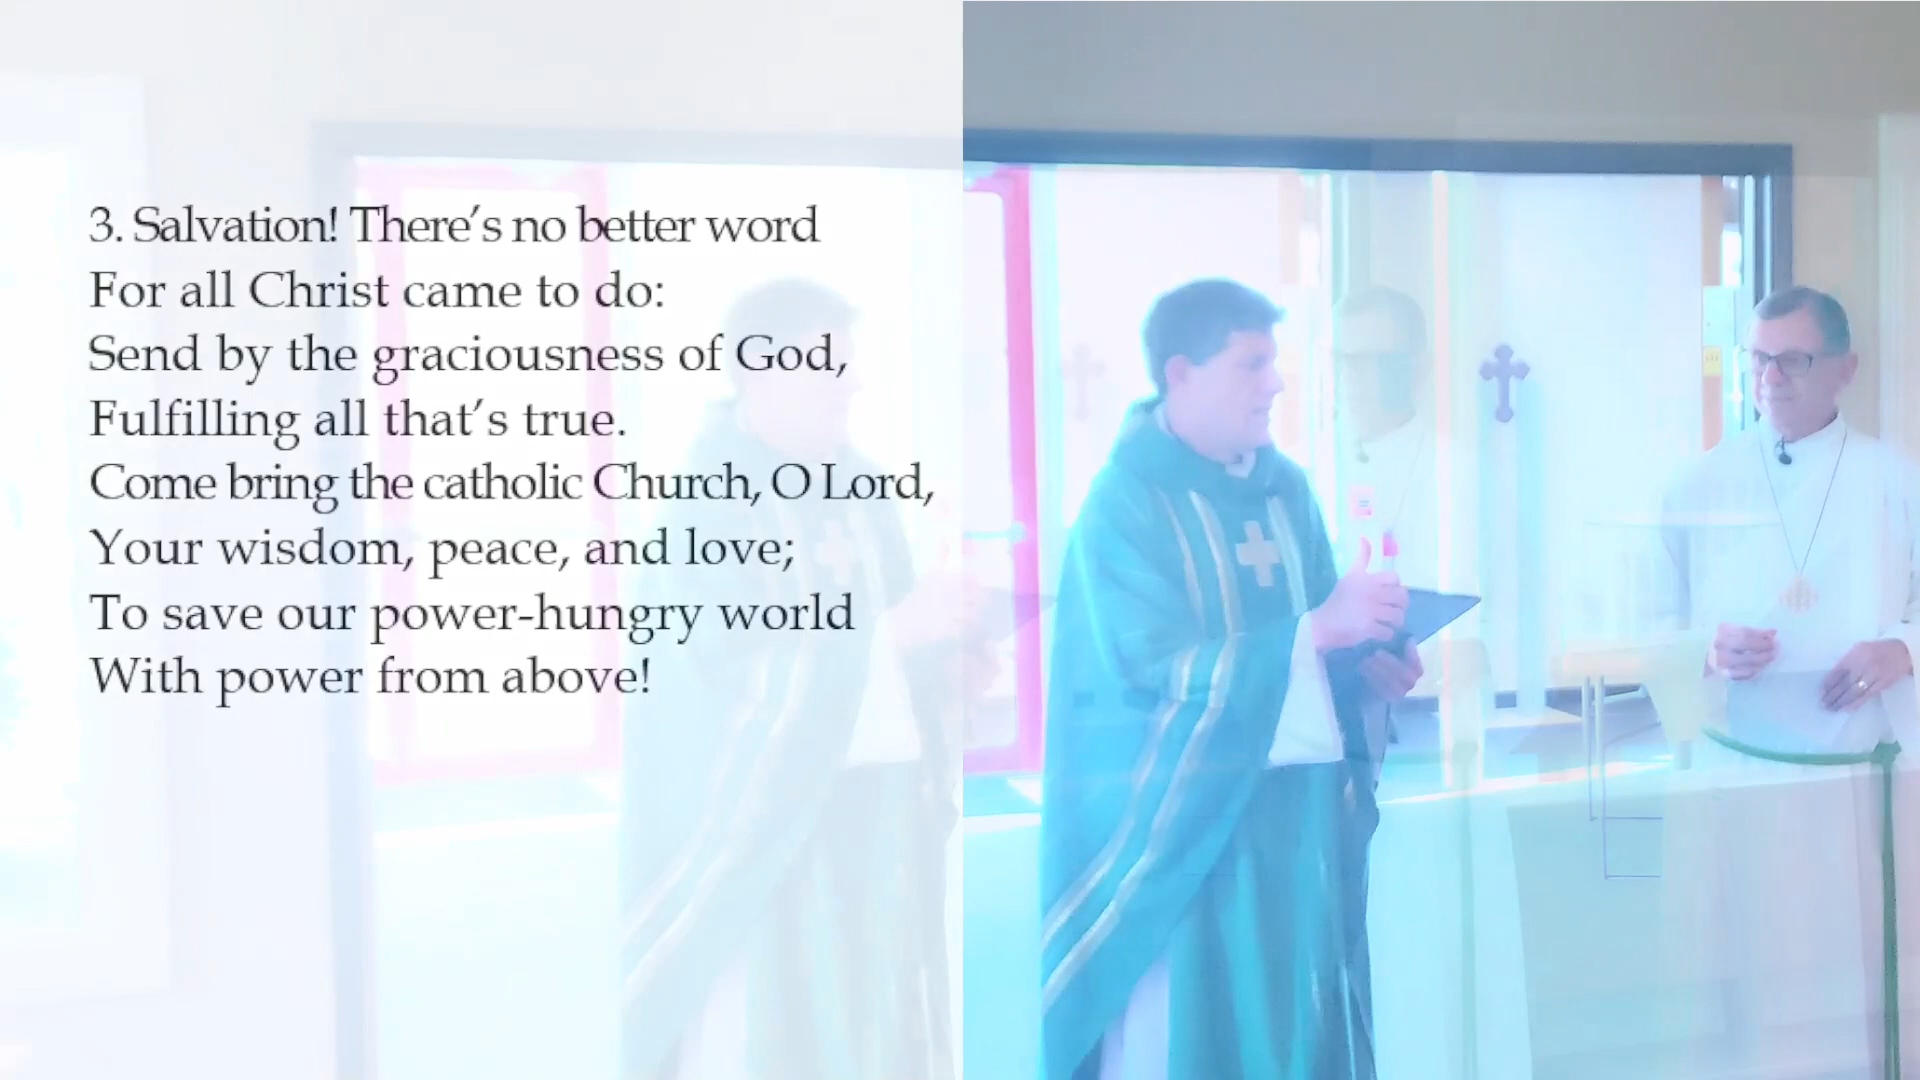 3. Salvation! There's no better word
For all Christ came to do:
Send by the graciousness of God,
Fulfilling all that's true.
Come bring the catholic Church, O Lord,
Your wisdom, peace, and love;
To save our power-hungry world
With power from above!